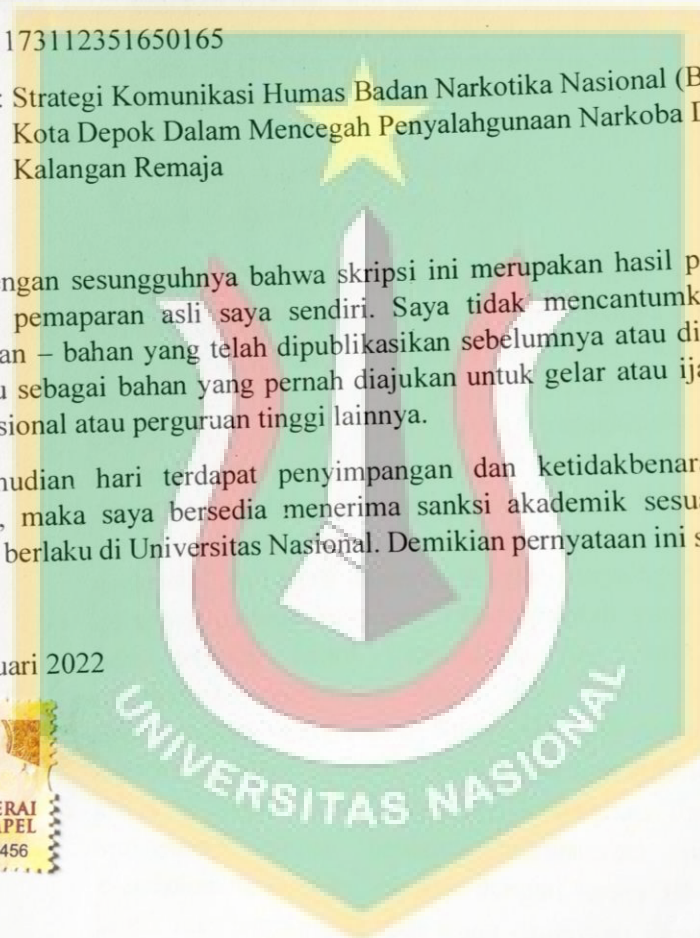 173112351650165
: Strategi Komunikasi Humas Badan Narkotika Nasional (B
Kota Depok Dalam Mencegah Penyalahgunaan Narkoba
Kalangan Remaja
ngan sesungguhnya bahwa skripsi ini merupakan hasil p
pemaparan asli saya sendiri. Saya tidak mencantumk
an – bahan yang telah dipublikasikan sebelumnya atau di
u sebagai bahan yang pernah diajukan untuk gelar atau ija
sional atau perguruan tinggi lainnya.
nudian hari terdapat penyimpangan dan ketidakbenar
, maka saya bersedia menerima sanksi akademik sesu
berlaku di Universitas Nasional. Demikian pernyataan ini s
uari 2022
ERAI
PEL
456
UNIVERSITAS NASIONAL